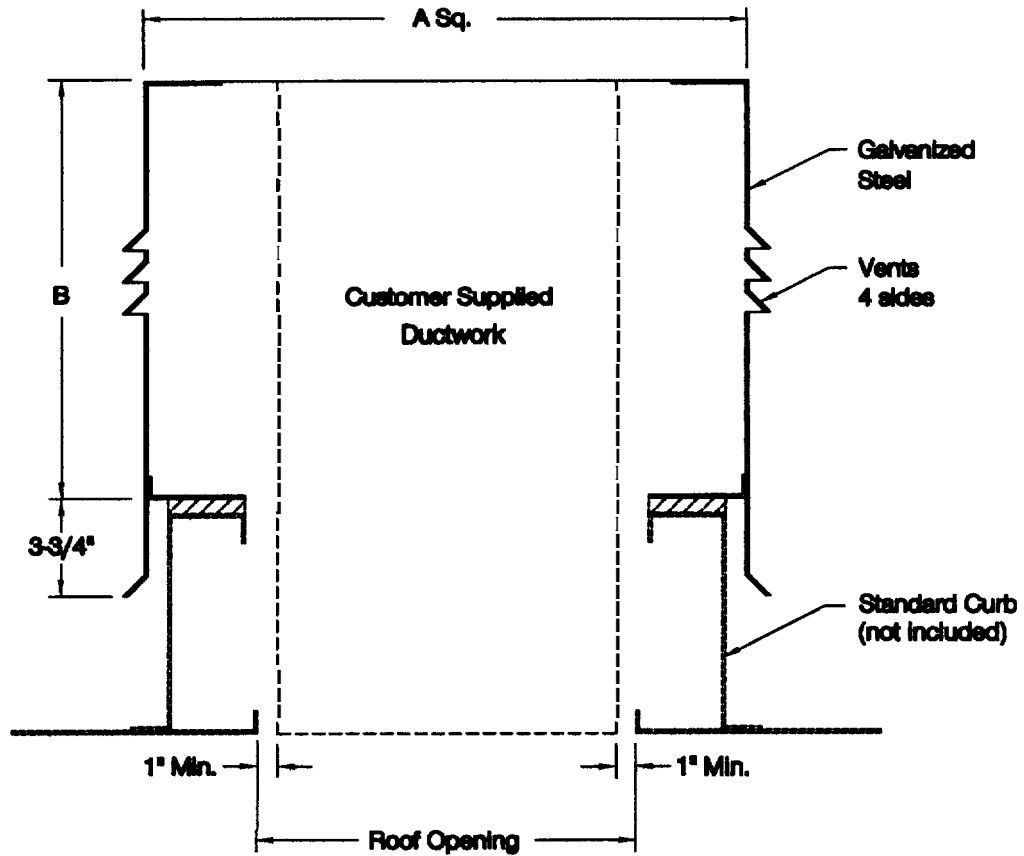 A Sq.
Galvanized
Steel
Vents
4 sides
B
Customer Supplied
Ductwork
3-3/4"
Standard Curb
(not included)
1" Min.
1" Min.
Roof Opening